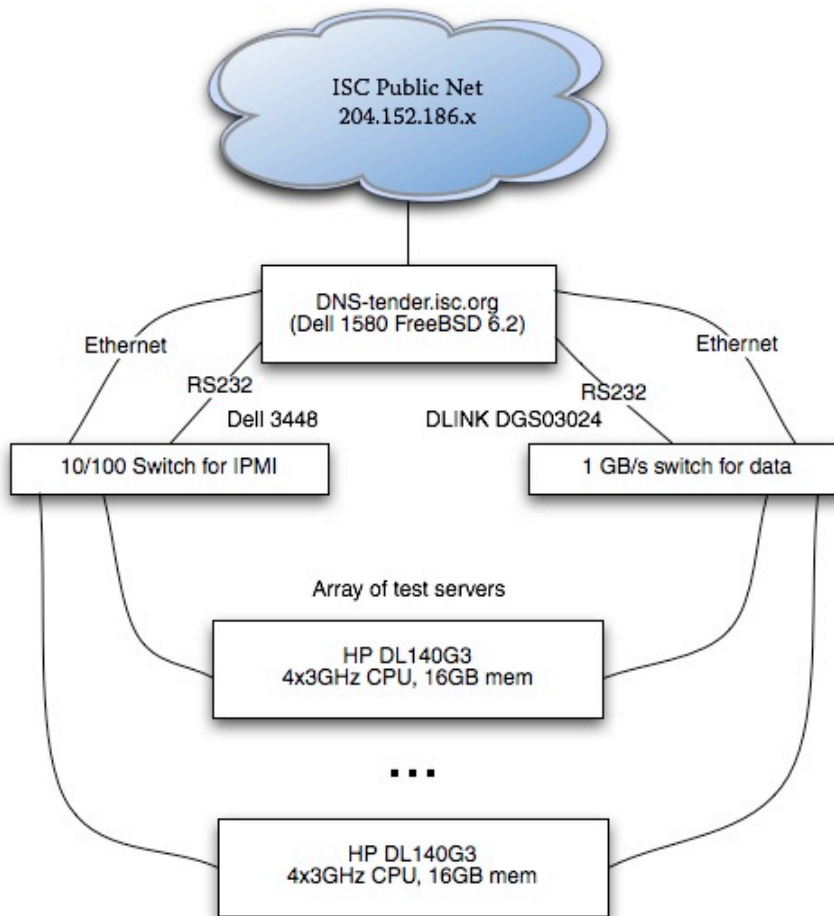 ISC Public Net
204.152.186.x
DNS-tender.isc.org
(Dell 1580 FreeBSD 6.2)
Ethernet
Ethernet
RS232
RS232
Dell 3448
DLINK DGS03024
10/100 Switch for IPMI
1 GB/s switch for data
Array of test servers
HP DL140G3
4x3GHz CPU, 16GB mem
...
HP DL140G3
4x3GHz CPU, 16GB mem